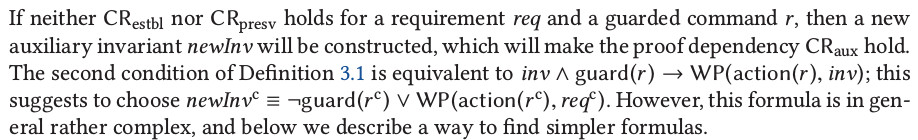 If neither CRestbl nor CRpresv holds for a requirement req and a guarded command r, then a new
auxiliary invariant newInv will be constructed, which will make the proof dependency CRaux hold.
The second condition of Definition 3.1 is equivalent to inv ∧ guard(r) → WP(action(r), inv); this
suggests to choose newInvᶜ ≡ ¬guard(rᶜ) ∨ WP(action(rᶜ), reqᶜ). However, this formula is in gen-
eral rather complex, and below we describe a way to find simpler formulas.